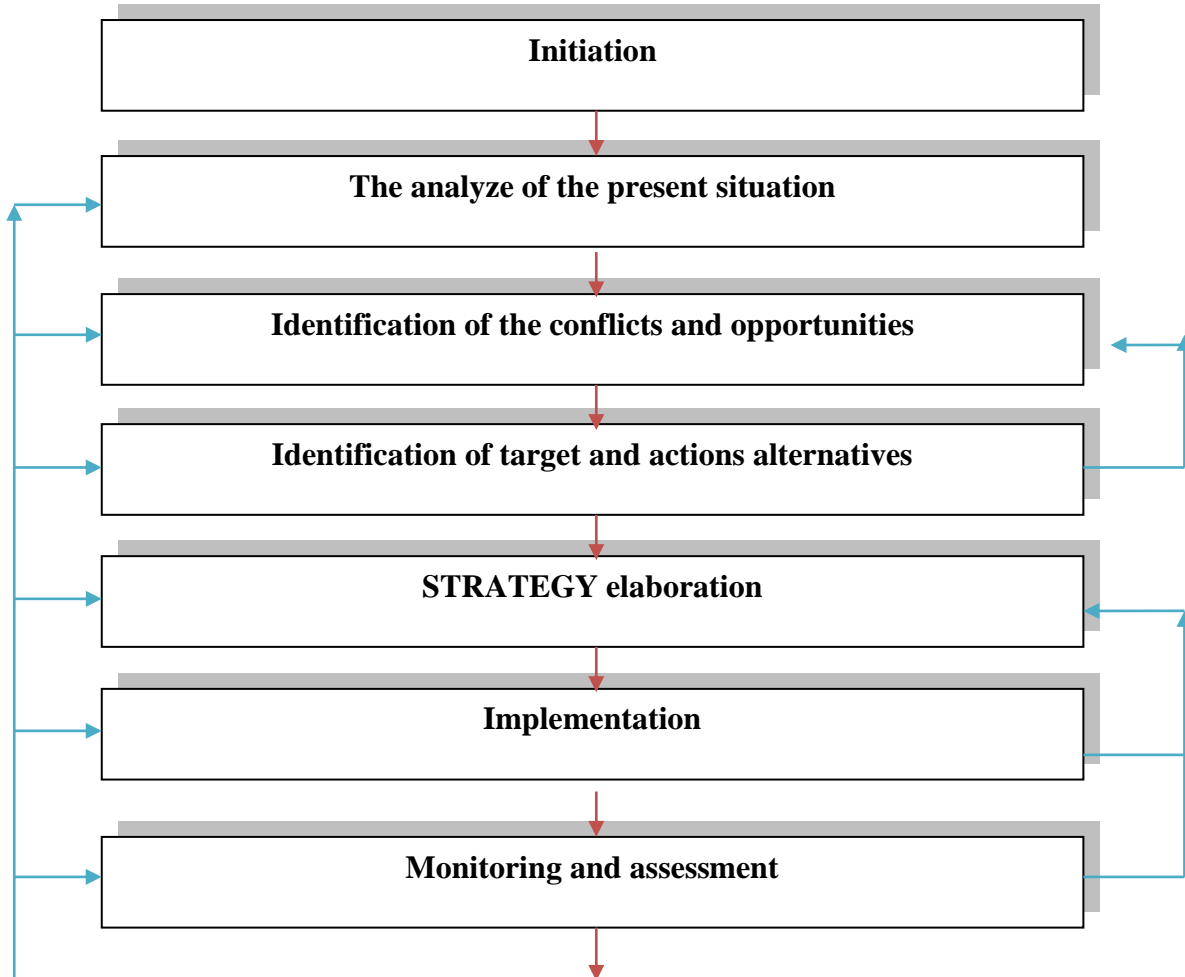 Initiation
The analyze of the present situation
Identification of the conflicts and opportunities
Identification of target and actions alternatives
STRATEGY elaboration
Implementation
Monitoring and assessment